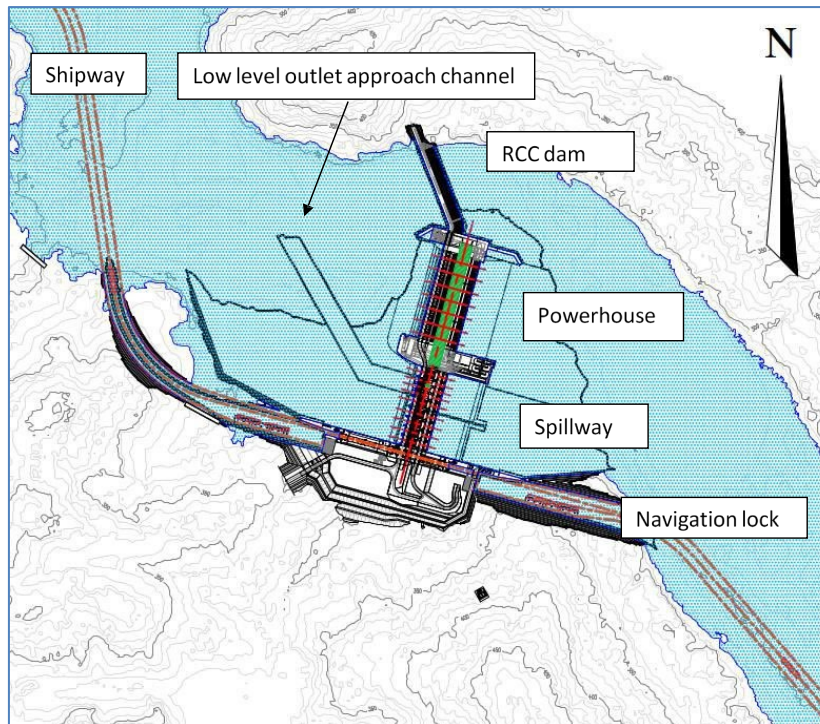 N
Shipway
Low level outlet approach channel
RCC dam
Powerhouse
Spillway
Navigation lock